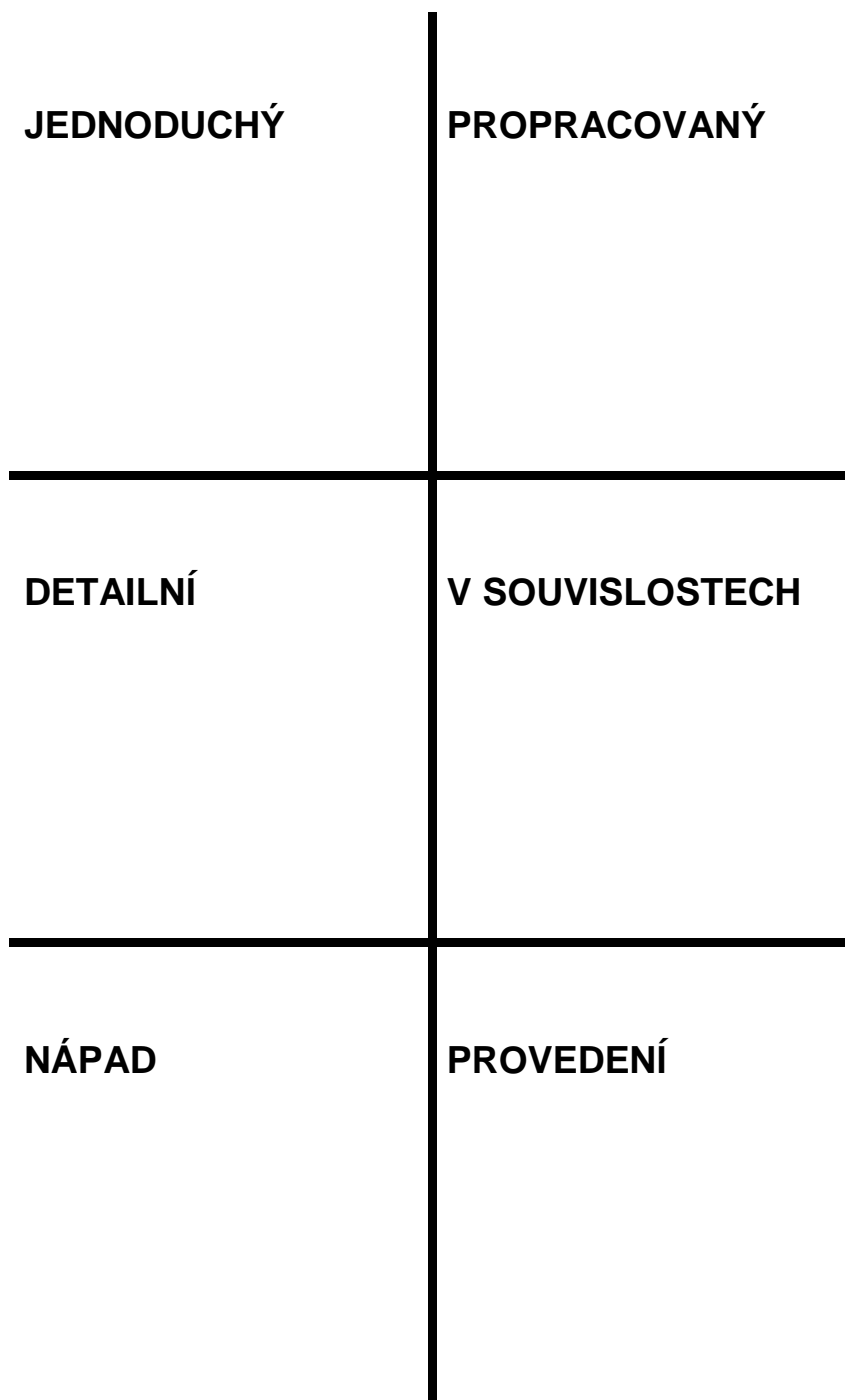 JEDNODUCHÝ
PROPRACOVANÝ
DETAILNÍ
V SOUVISLOSTECH
NÁPAD
PROVEDENÍ